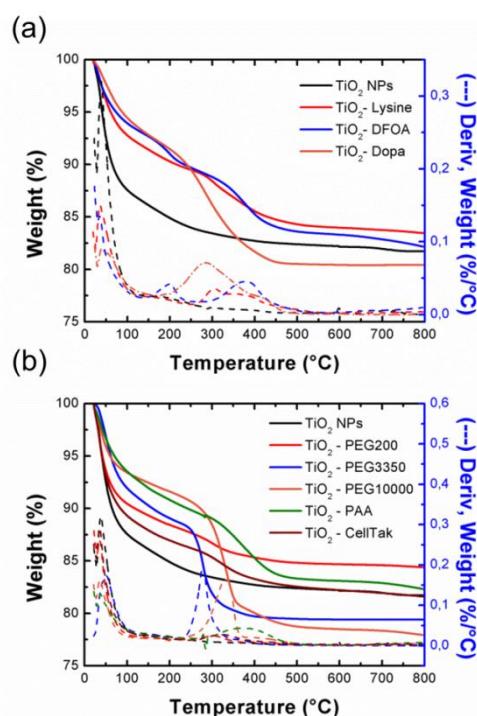 (a)
100
95
90
85
80
75
Weight (%)
0 100 200 300 400 500 600 700 800
Temperature (°C)
0,3
0,2
0,1
0,0
(---) Deriv, Weight (%/°C)
TiO2 NPs
TiO2- Lysine
TiO2- DFOA
TiO2- Dopa
(b)
100
95
90
85
80
75
Weight (%)
0 100 200 300 400 500 600 700 800
Temperature (°C)
0,6
0,5
0,4
0,3
0,2
0,1
0,0
(---) Deriv, Weight (%/°C)
TiO2 NPs
TiO2 - PEG200
TiO2 - PEG3350
TiO2 - PEG10000
TiO2 - PAA
TiO2 - CellTak